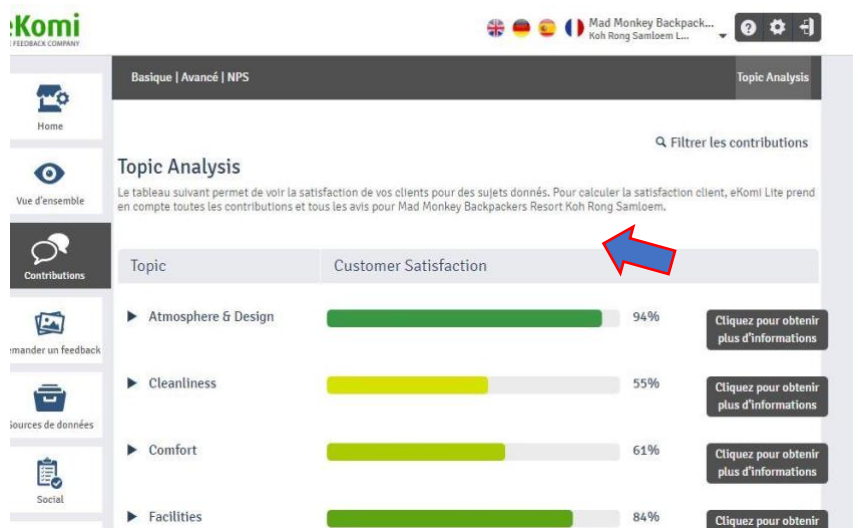 Komi
FEEDBACK COMPANY
Mad Monkey Backpack...
Koh Rong Samloem L...
Basique | Avancé | NPS
Topic Analysis
Home
Filtrer les contributions
Topic Analysis
Le tableau suivant permet de voir la satisfaction de vos clients pour des sujets donnés. Pour calculer la satisfaction client, eKomi Lite prend
en compte toutes les contributions et tous les avis pour Mad Monkey Backpackers Resort Koh Rong Samloem.
Vue d'ensemble
Contributions
Topic
Customer Satisfaction
Atmosphere & Design
94%
Cliquez pour obtenir
plus d'informations
emander un feedback
Cleanliness
55%
Cliquez pour obtenir
plus d'informations
ources de données
Comfort
61%
Cliquez pour obtenir
plus d'informations
Social
Facilities
84%
Cliquez pour obtenir